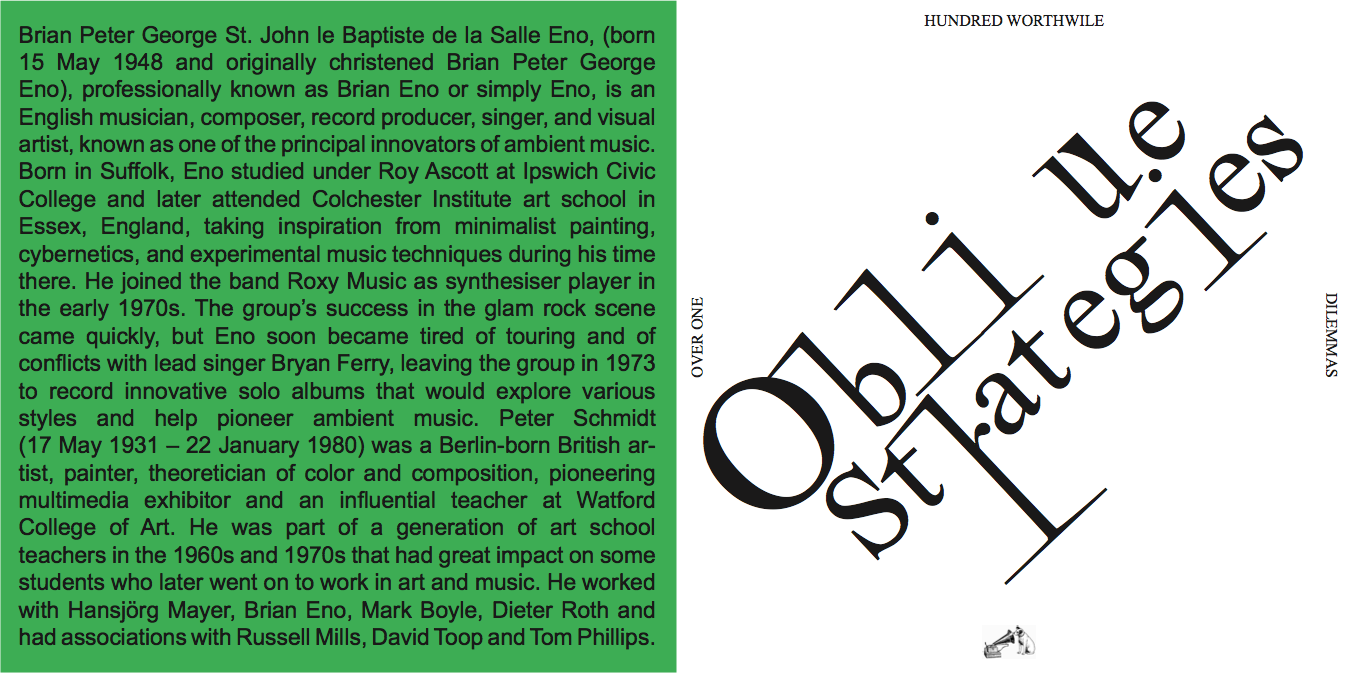 Brian Peter George St. John le Baptiste de la Salle Eno, (born
15 May 1948 and originally christened Brian Peter George
Eno), professionally known as Brian Eno or simply Eno, is an
English musician, composer, record producer, singer, and visual
artist, known as one of the principal innovators of ambient music.
Born in Suffolk, Eno studied under Roy Ascott at Ipswich Civic
College and later attended Colchester Institute art school in
Essex, England, taking inspiration from minimalist painting,
cybernetics, and experimental music techniques during his time
there. He joined the band Roxy Music as synthesiser player in
the early 1970s. The group's success in the glam rock scene
came quickly, but Eno soon became tired of touring and of
conflicts with lead singer Bryan Ferry, leaving the group in 1973
to record innovative solo albums that would explore various
styles and help pioneer ambient music. Peter Schmidt
(17 May 1931 – 22 January 1980) was a Berlin-born British ar-
tist, painter, theoretician of color and composition, pioneering
multimedia exhibitor and an influential teacher at Watford
College of Art. He was part of a generation of art school
teachers in the 1960s and 1970s that had great impact on some
students who later went on to work in art and music. He worked
with Hansjörg Mayer, Brian Eno, Mark Boyle, Dieter Roth and
had associations with Russell Mills, David Toop and Tom Phillips.
OVER ONE
HUNDRED WORTHWILE
DILEMMAS
Obli ue
Strategies